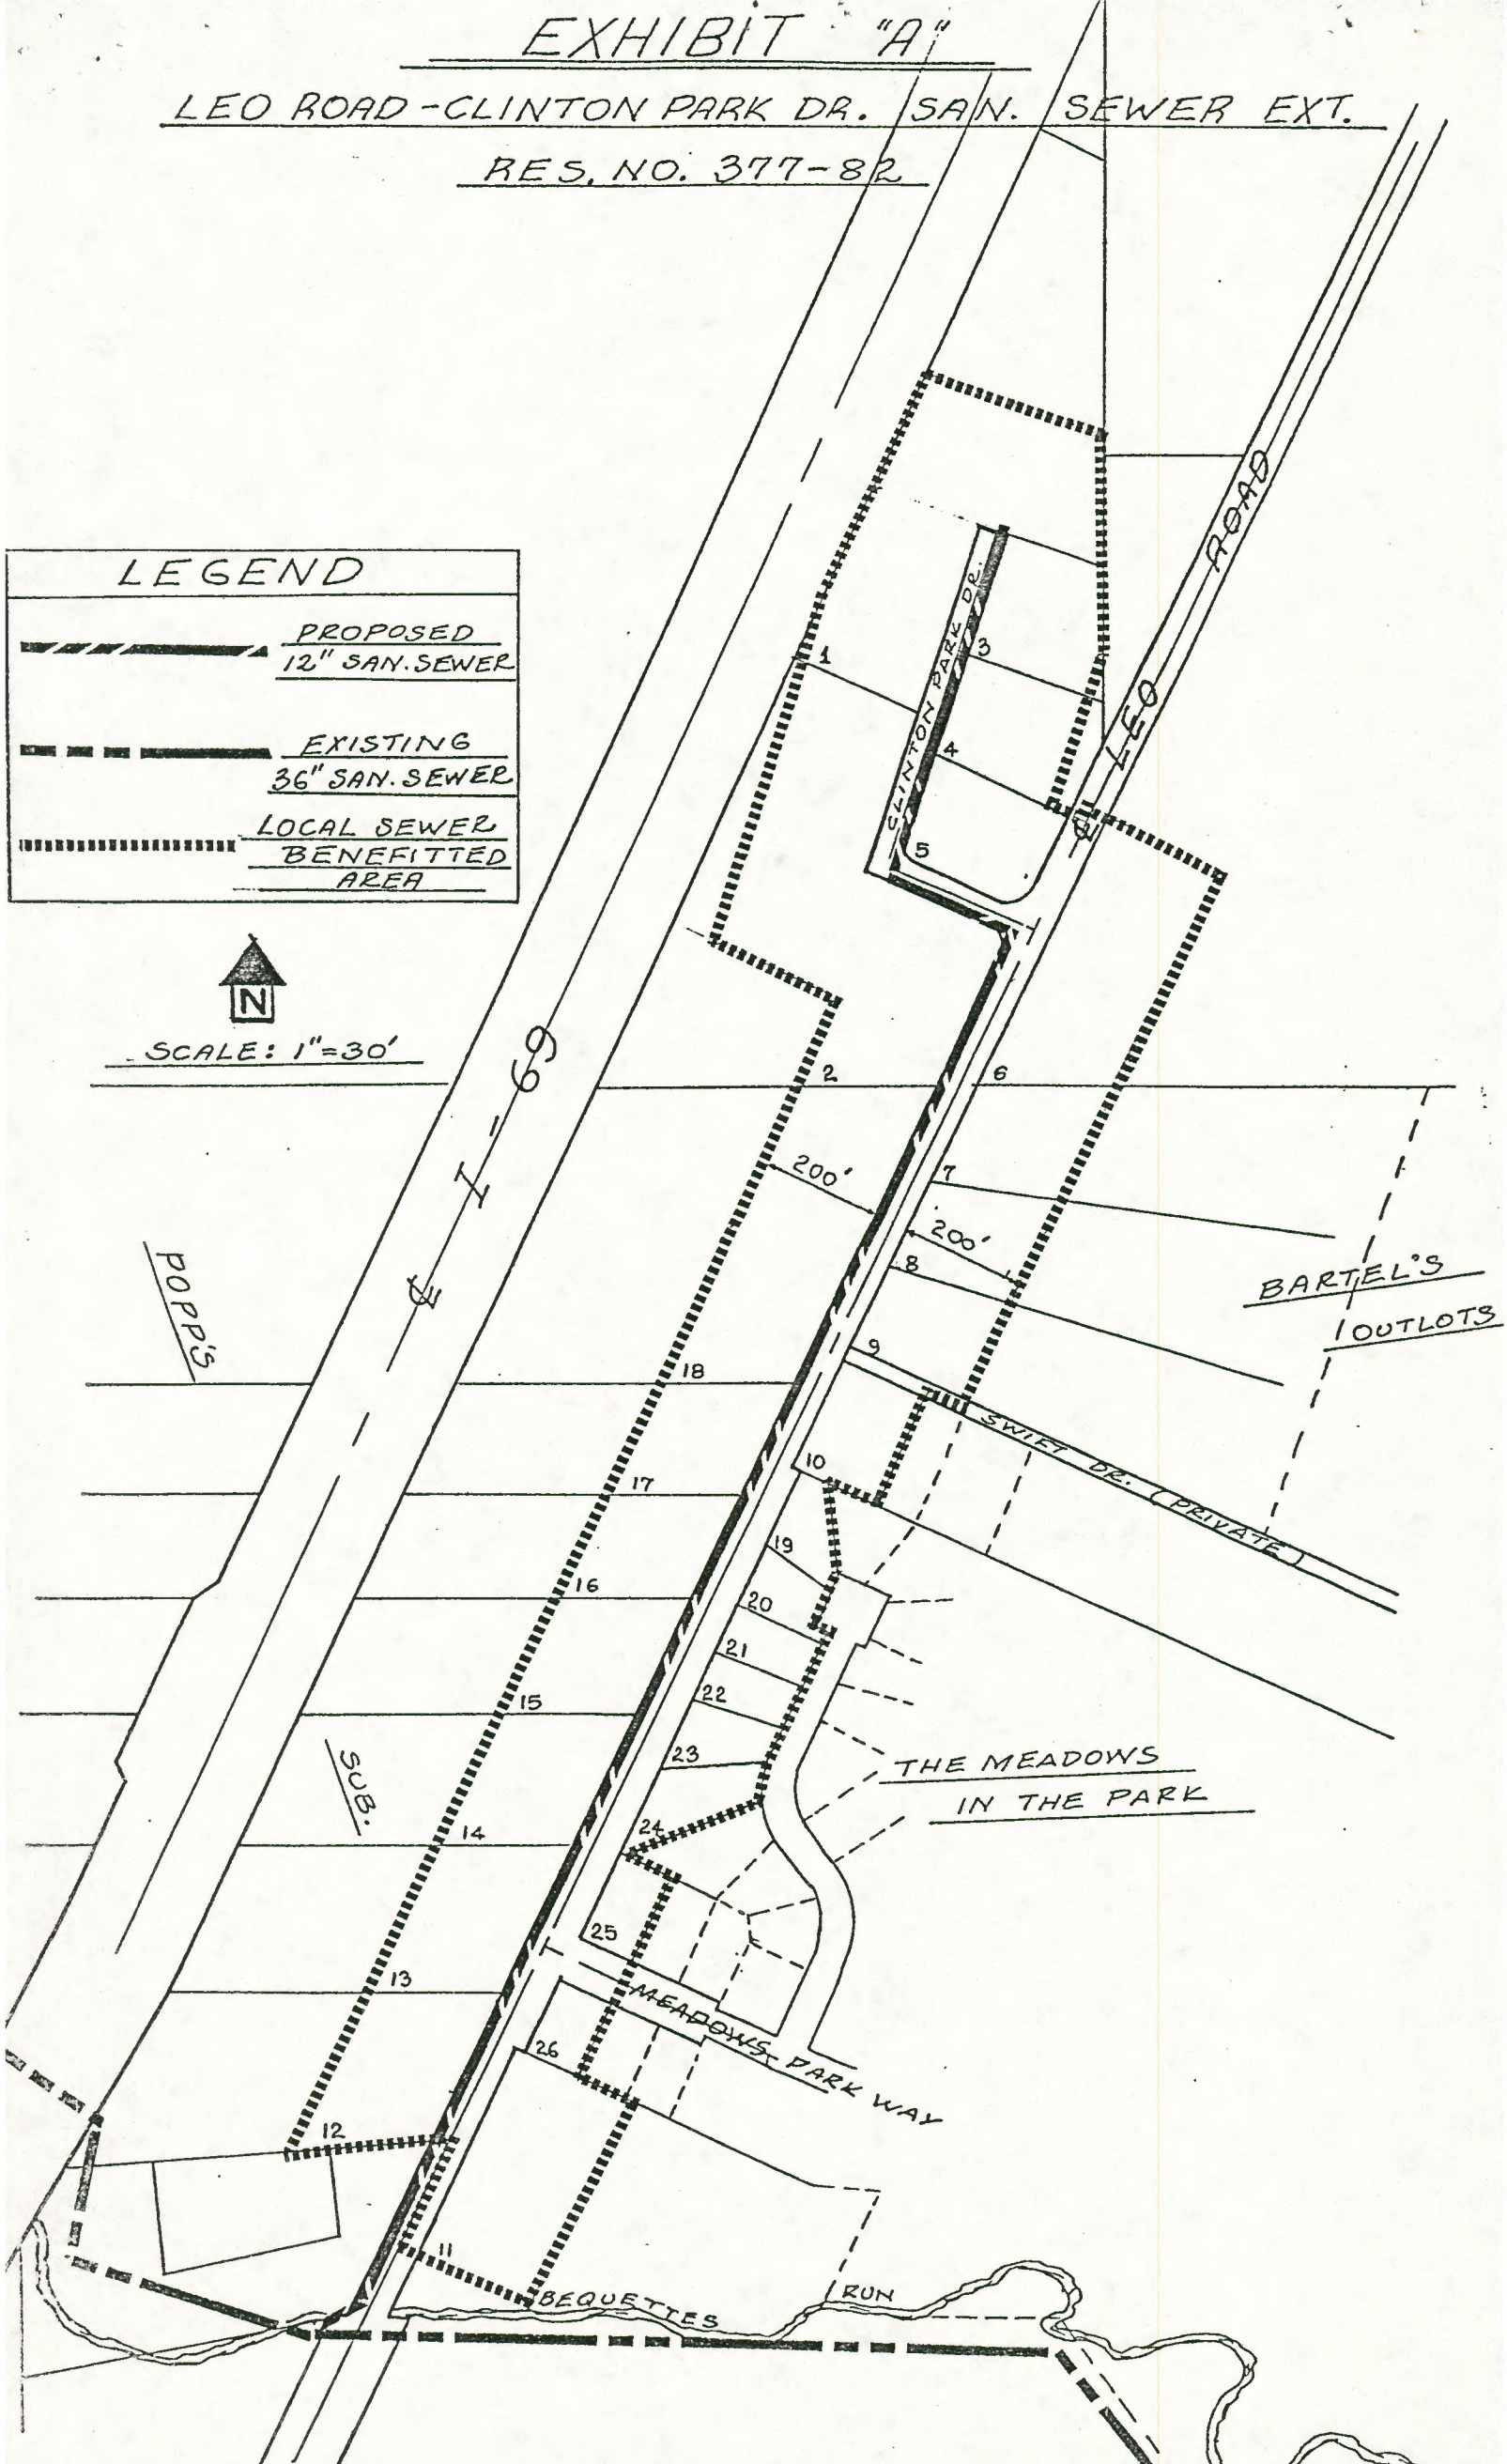 EXHIBIT "A"
LEO ROAD-CLINTON PARK DR. SAN. SEWER EXT.
RES. NO. 377-82
LEGEND
PROPOSED
12" SAN. SEWER
EXISTING
36" SAN. SEWER
LOCAL SEWER
BENEFITTED
AREA
N
SCALE: 1"=30'
LEO ROAD
℄
CLINTON PARK DR.
1
3
4
5
2
6
℄ I-69
200'
7
200'
8
BARTEL'S
OUTLOTS
POPP'S
9
18
SWIFT DR. (PRIVATE)
10
17
19
16
20
21
22
15
23
SUB.
THE MEADOWS
IN THE PARK
24
14
25
13
MEADOWS PARK WAY
26
12
11
BEQUETTES RUN